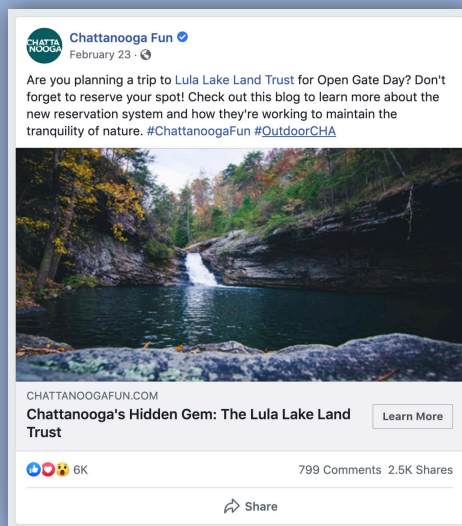 CHATTA
NOOGA
Chattanooga Fun
February 23 ·
Are you planning a trip to Lula Lake Land Trust for Open Gate Day? Don't
forget to reserve your spot! Check out this blog to learn more about the
new reservation system and how they're working to maintain the
tranquility of nature. #ChattanoogaFun #OutdoorCHA
CHATTANOOGAFUN.COM
Chattanooga's Hidden Gem: The Lula Lake Land
Trust
Learn More
6K
799 Comments 2.5K Shares
Share